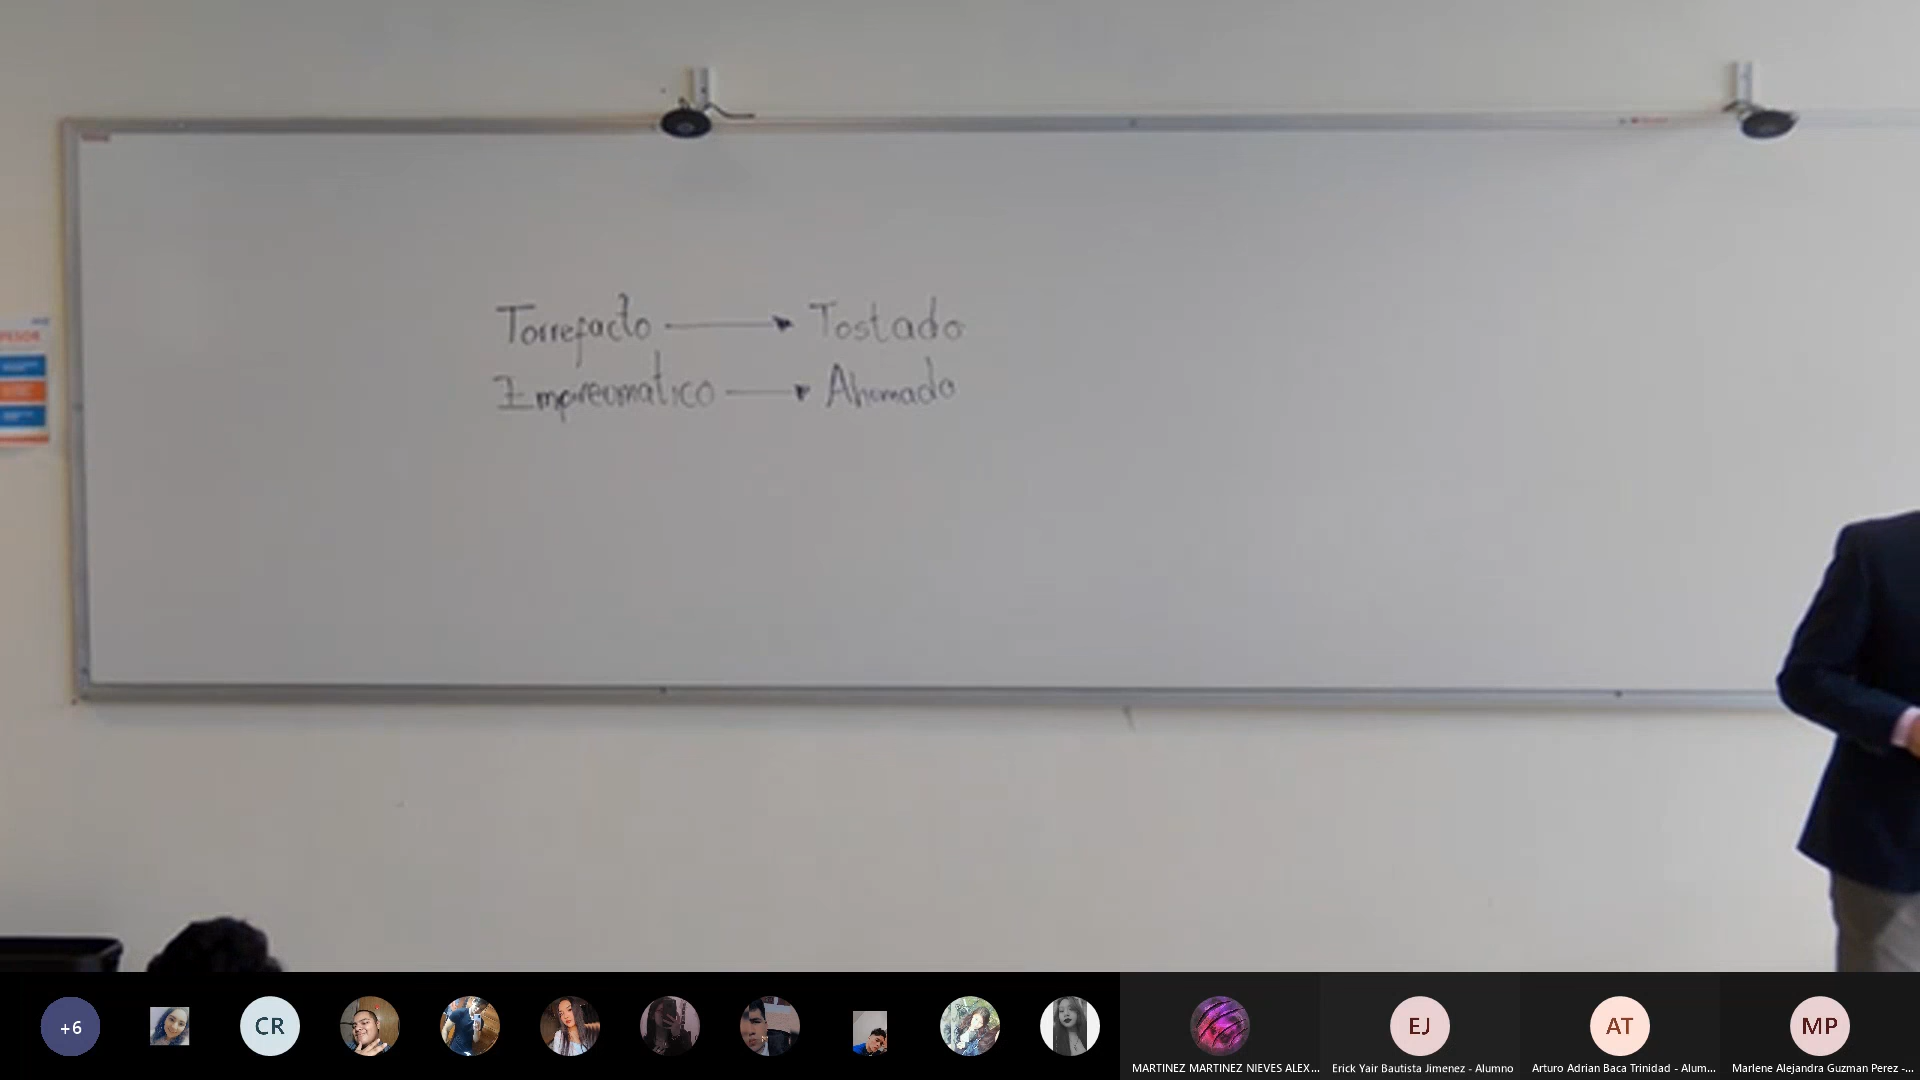 Torrefacto → Tostado
Empireomatico → Ahumado
+6
CR
EJ
AT
MP
MARTINEZ MARTINEZ NIEVES ALEX...
Erick Yair Bautista Jimenez - Alumno
Arturo Adrian Baca Trinidad - Alum...
Marlene Alejandra Guzman Perez -...